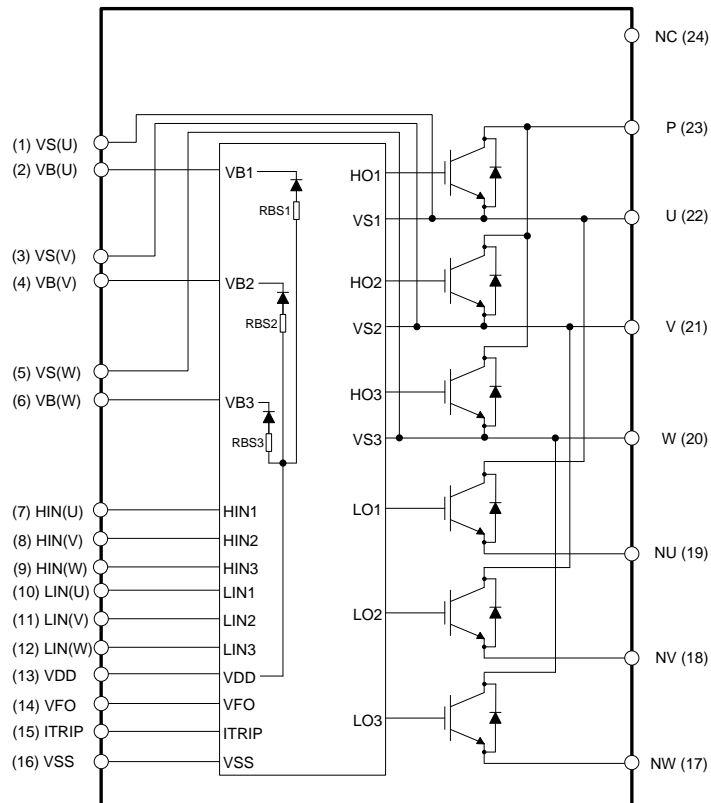 NC (24)
(1) VS(U)
(2) VB(U)
(3) VS(V)
(4) VB(V)
(5) VS(W)
(6) VB(W)
(7) HIN(U)
(8) HIN(V)
(9) HIN(W)
(10) LIN(U)
(11) LIN(V)
(12) LIN(W)
(13) VDD
(14) VFO
(15) ITRIP
(16) VSS
VB1
RBS1
VB2
RBS2
VB3
RBS3
HIN1
HIN2
HIN3
LIN1
LIN2
LIN3
VDD
VFO
ITRIP
VSS
HO1
VS1
HO2
VS2
HO3
VS3
LO1
LO2
LO3
P (23)
U (22)
V (21)
W (20)
NU (19)
NV (18)
NW (17)